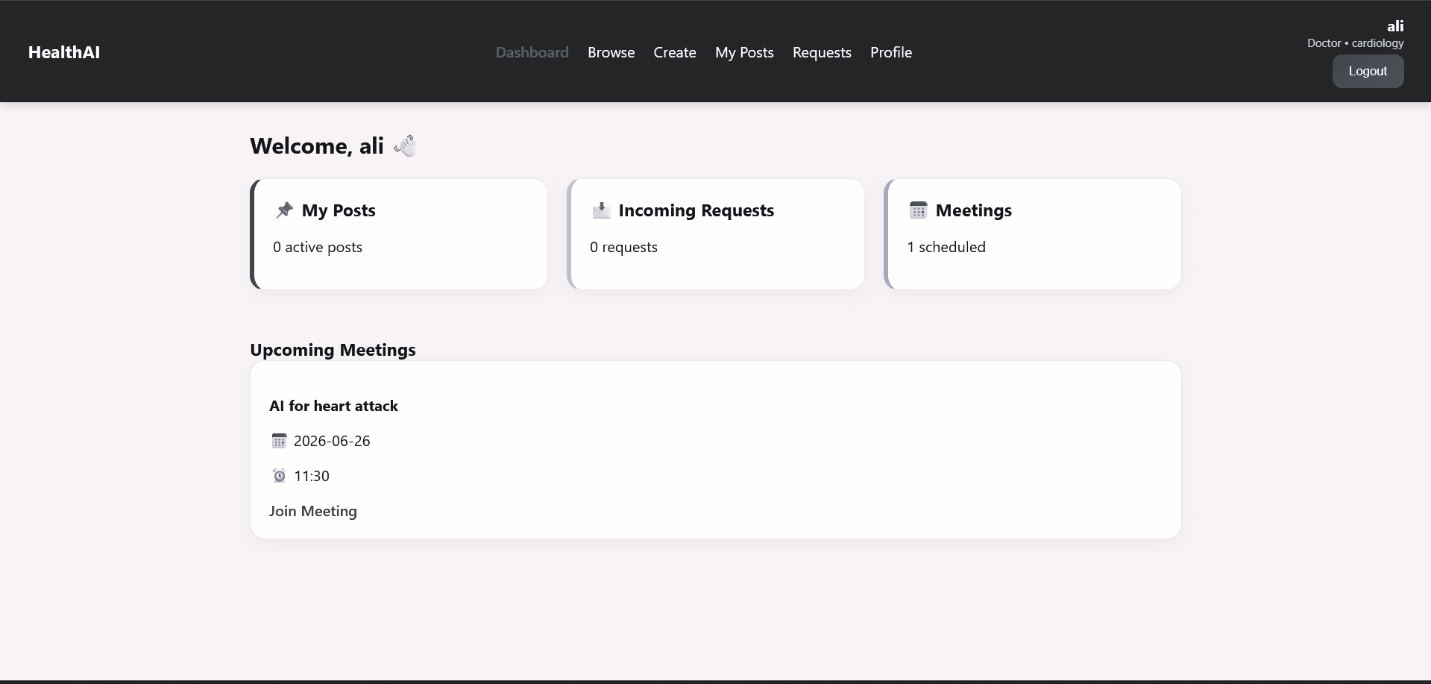 HealthAI
Dashboard Browse Create My Posts Requests Profile
ali
Doctor • cardiology
Logout
Welcome, ali
My Posts
0 active posts
Incoming Requests
0 requests
Meetings
1 scheduled
Upcoming Meetings
AI for heart attack
2026-06-26
11:30
Join Meeting